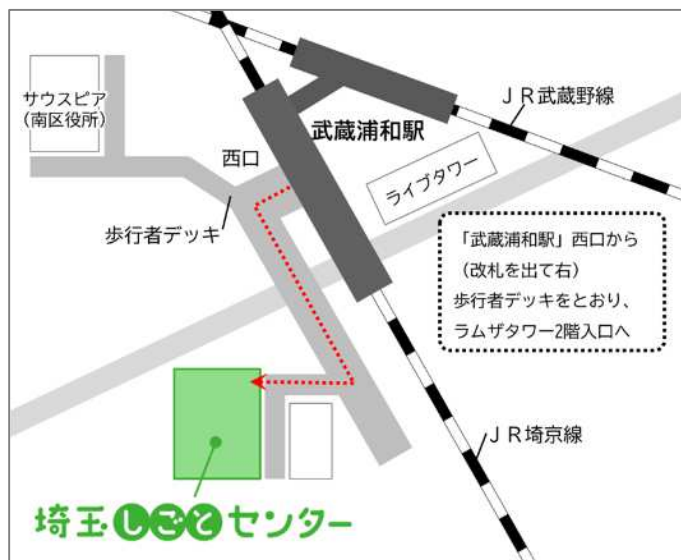 サウスピア
(南区役所)
西口
武蔵浦和駅
JR武蔵野線
ライブタワー
歩行者デッキ
「武蔵浦和駅」西口から
(改札を出て右)
歩行者デッキをとおり、
ラムザタワー2階入口へ
JR埼京線
埼玉しごとセンター